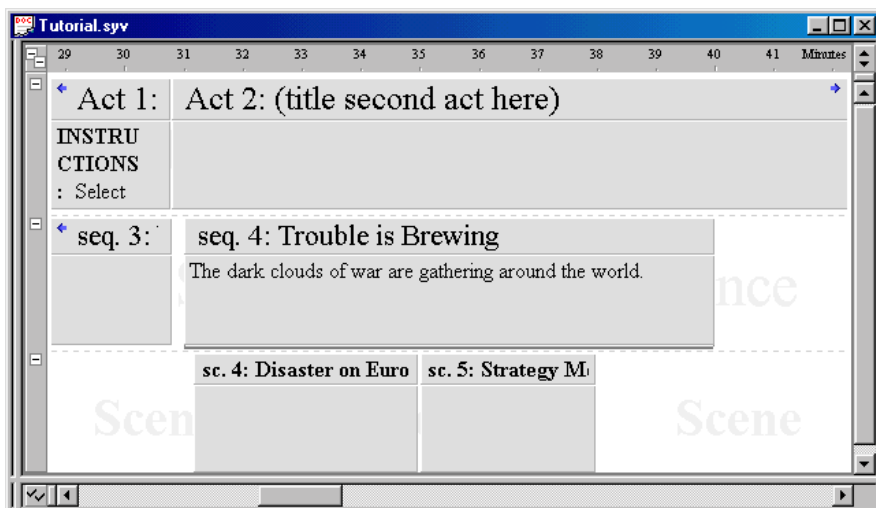 Tutorial.syv
29 30 31 32 33 34 35 36 37 38 39 40 41 Minutes
Act 1: Act 2: (title second act here)
INSTRU
CTIONS
: Select
seq. 3: seq. 4: Trouble is Brewing
The dark clouds of war are gathering around the world.
nce
sc. 4: Disaster on Euro sc. 5: Strategy M
Scen Scene